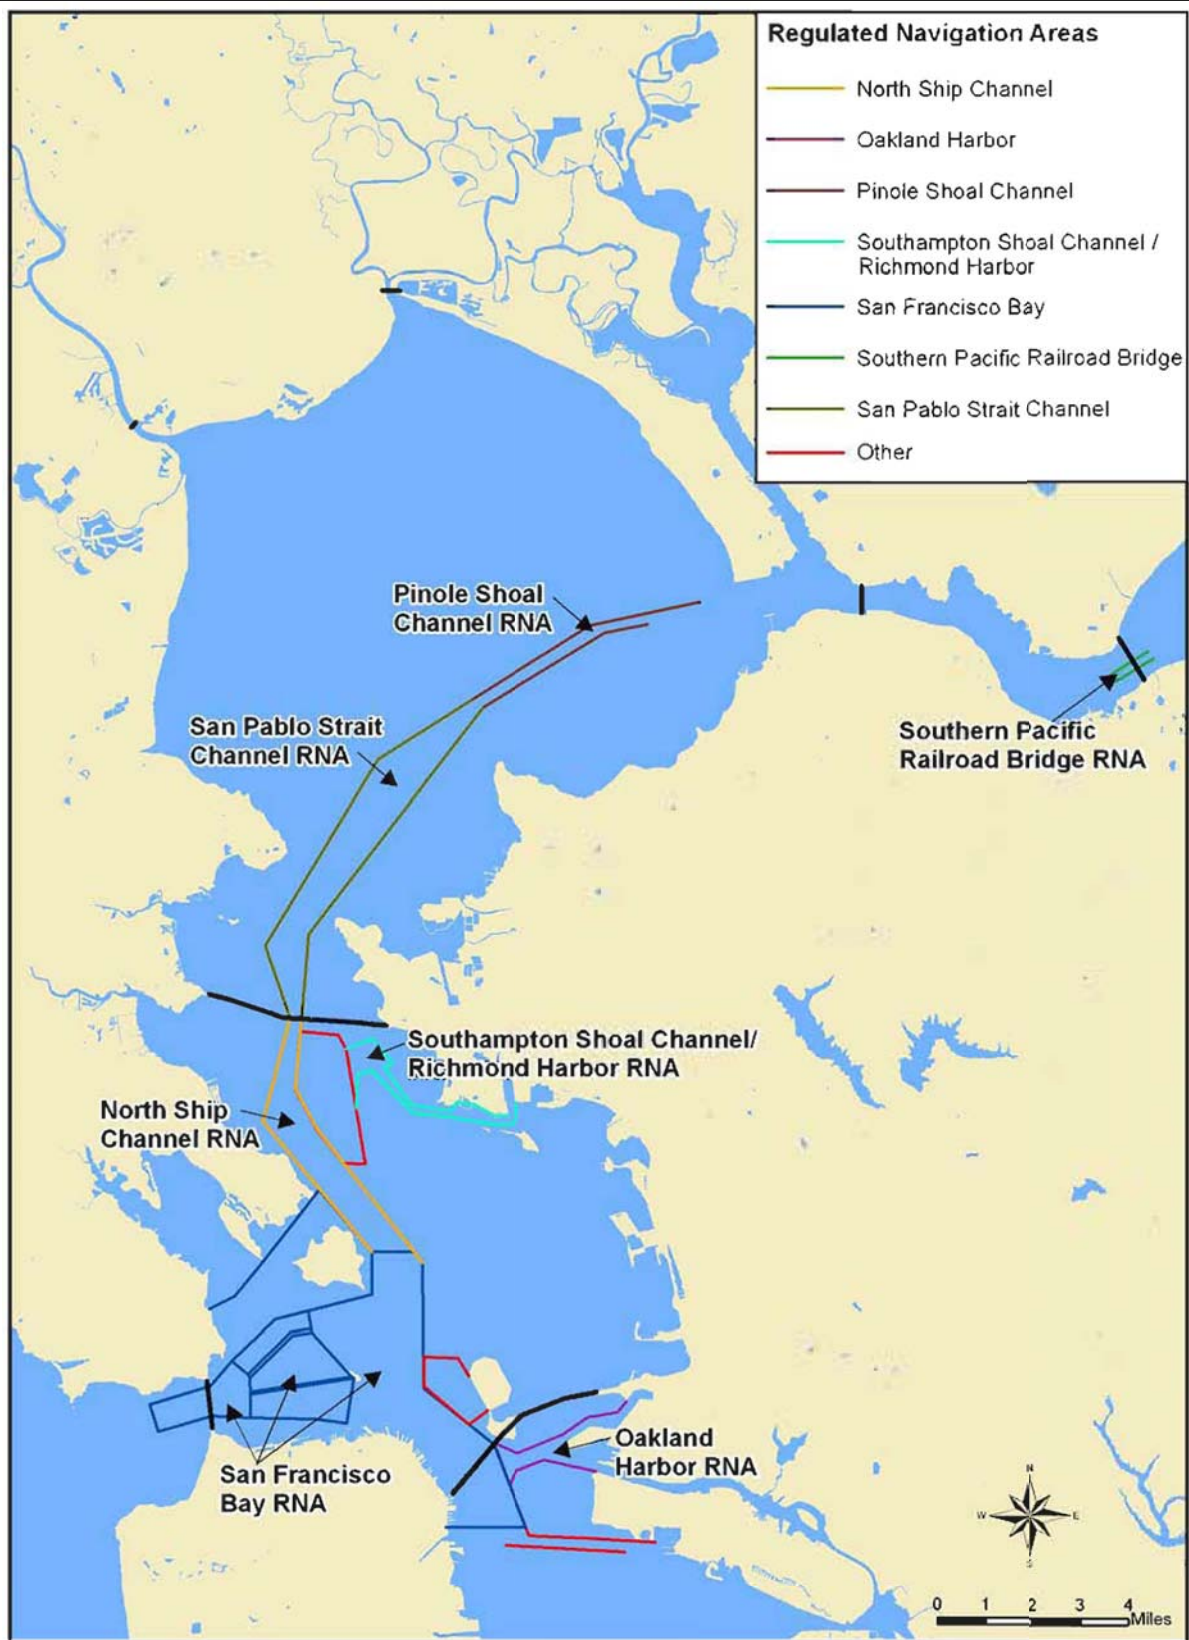 Regulated Navigation Areas
North Ship Channel
Oakland Harbor
Pinole Shoal Channel
Southampton Shoal Channel /
Richmond Harbor
San Francisco Bay
Southern Pacific Railroad Bridge
San Pablo Strait Channel
Other
Pinole Shoal
Channel RNA
San Pablo Strait
Channel RNA
Southern Pacific
Railroad Bridge RNA
Southampton Shoal Channel/
Richmond Harbor RNA
North Ship
Channel RNA
Oakland
Harbor RNA
San Francisco
Bay RNA
N
W E
S
0 1 2 3 4
Miles